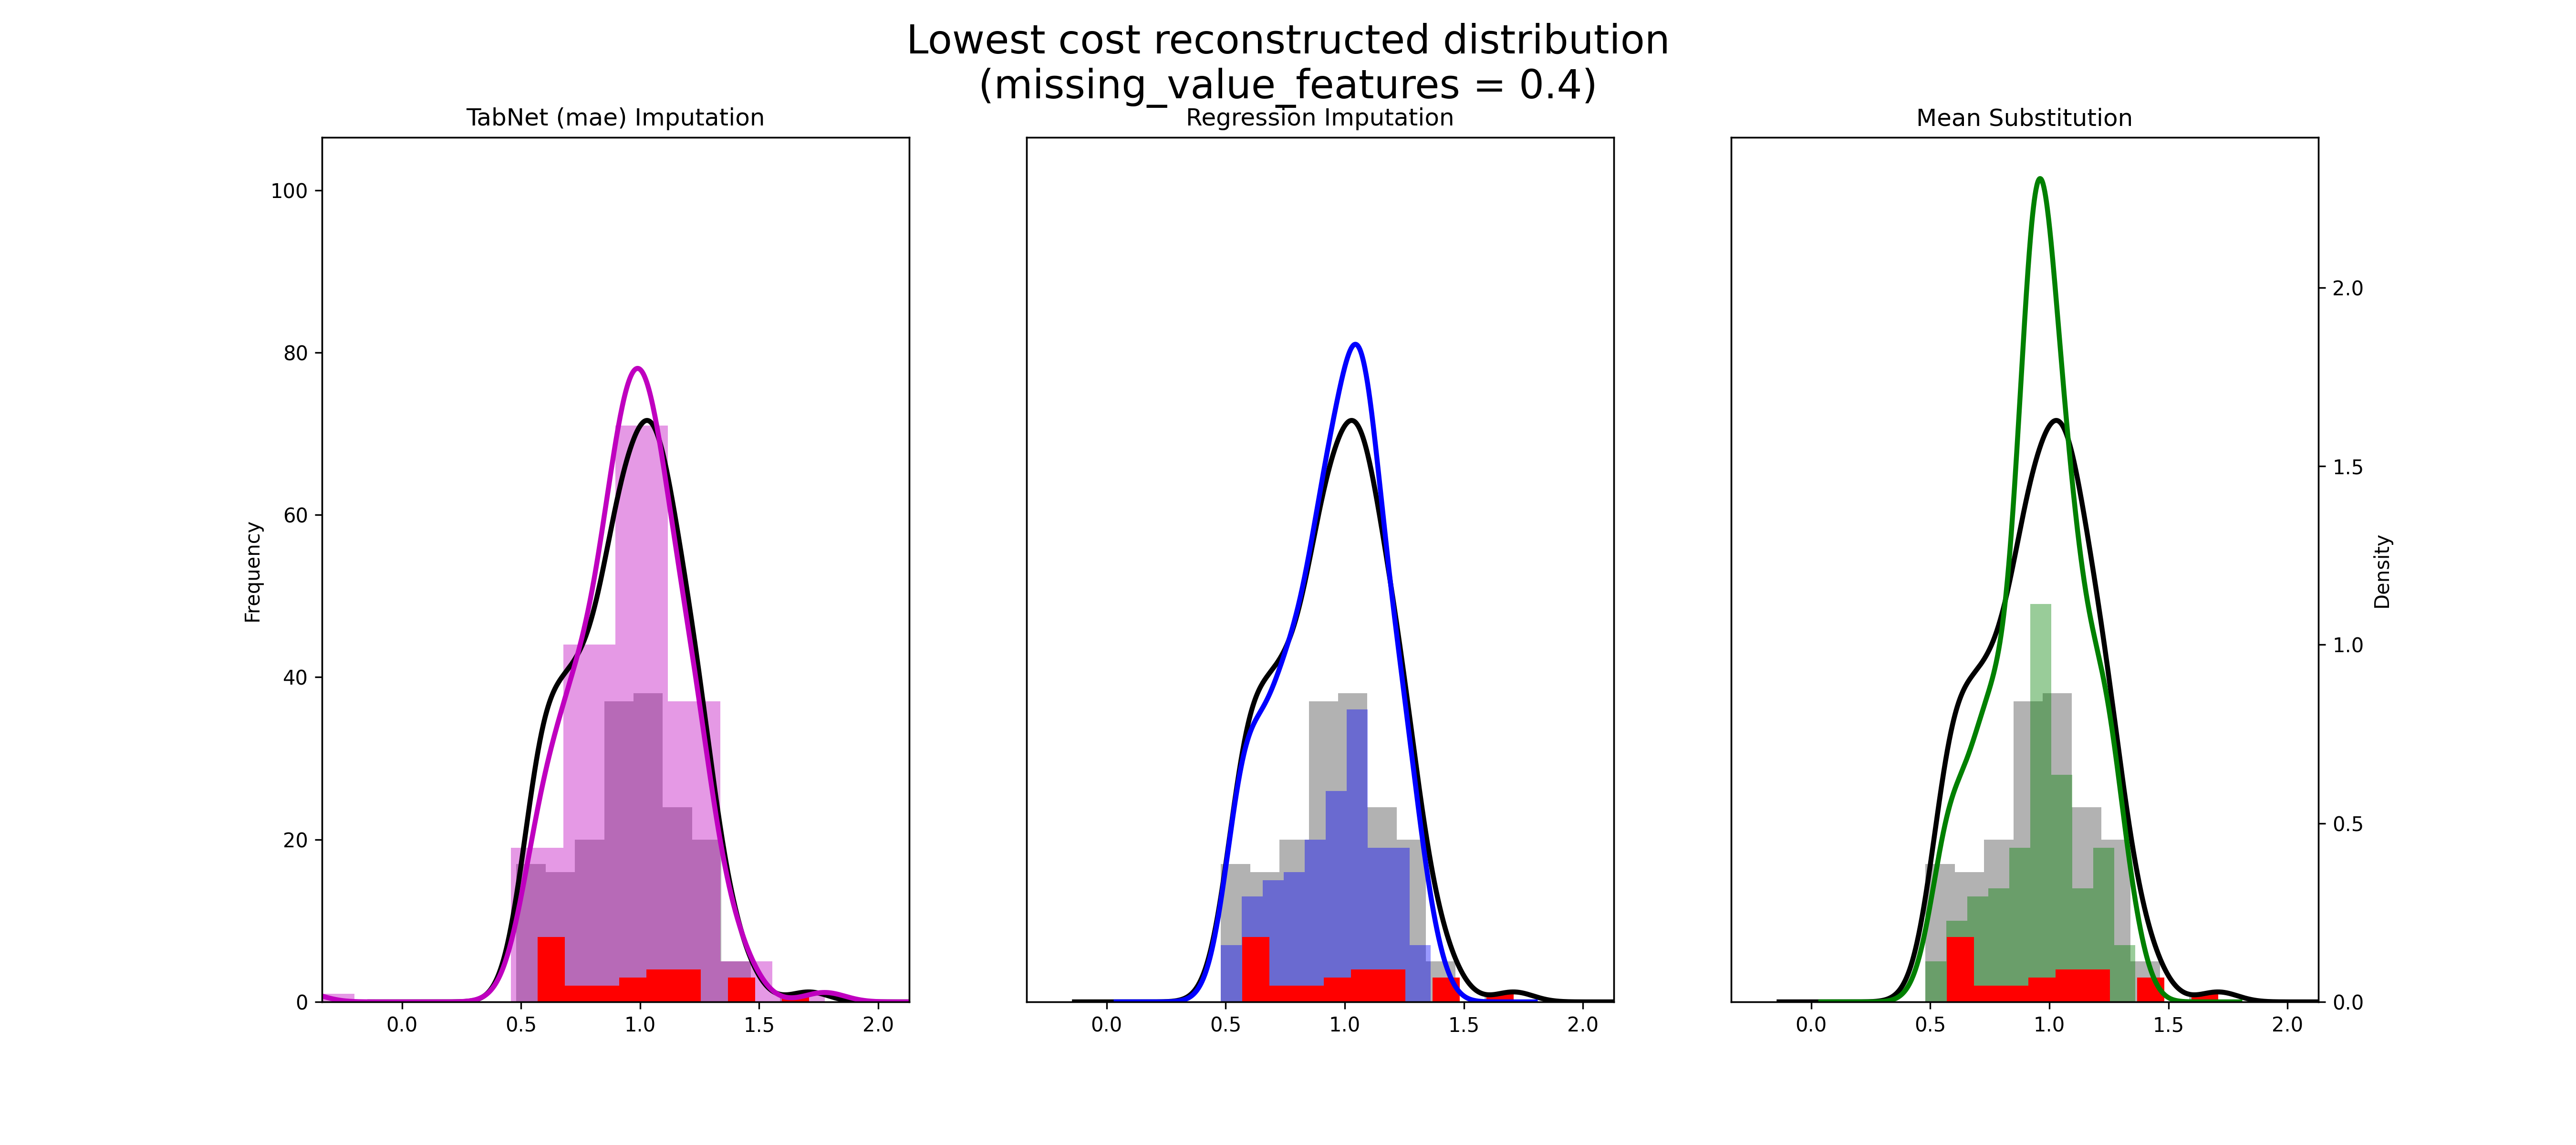 Lowest cost reconstructed distribution
(missing_value_features = 0.4)
TabNet (mae) Imputation
Regression Imputation
Mean Substitution
Frequency
100
80
60
40
20
0
0.0 0.5 1.0 1.5 2.0
0.0 0.5 1.0 1.5 2.0
0.0 0.5 1.0 1.5 2.0
2.0
1.5
1.0
0.5
0.0
Density